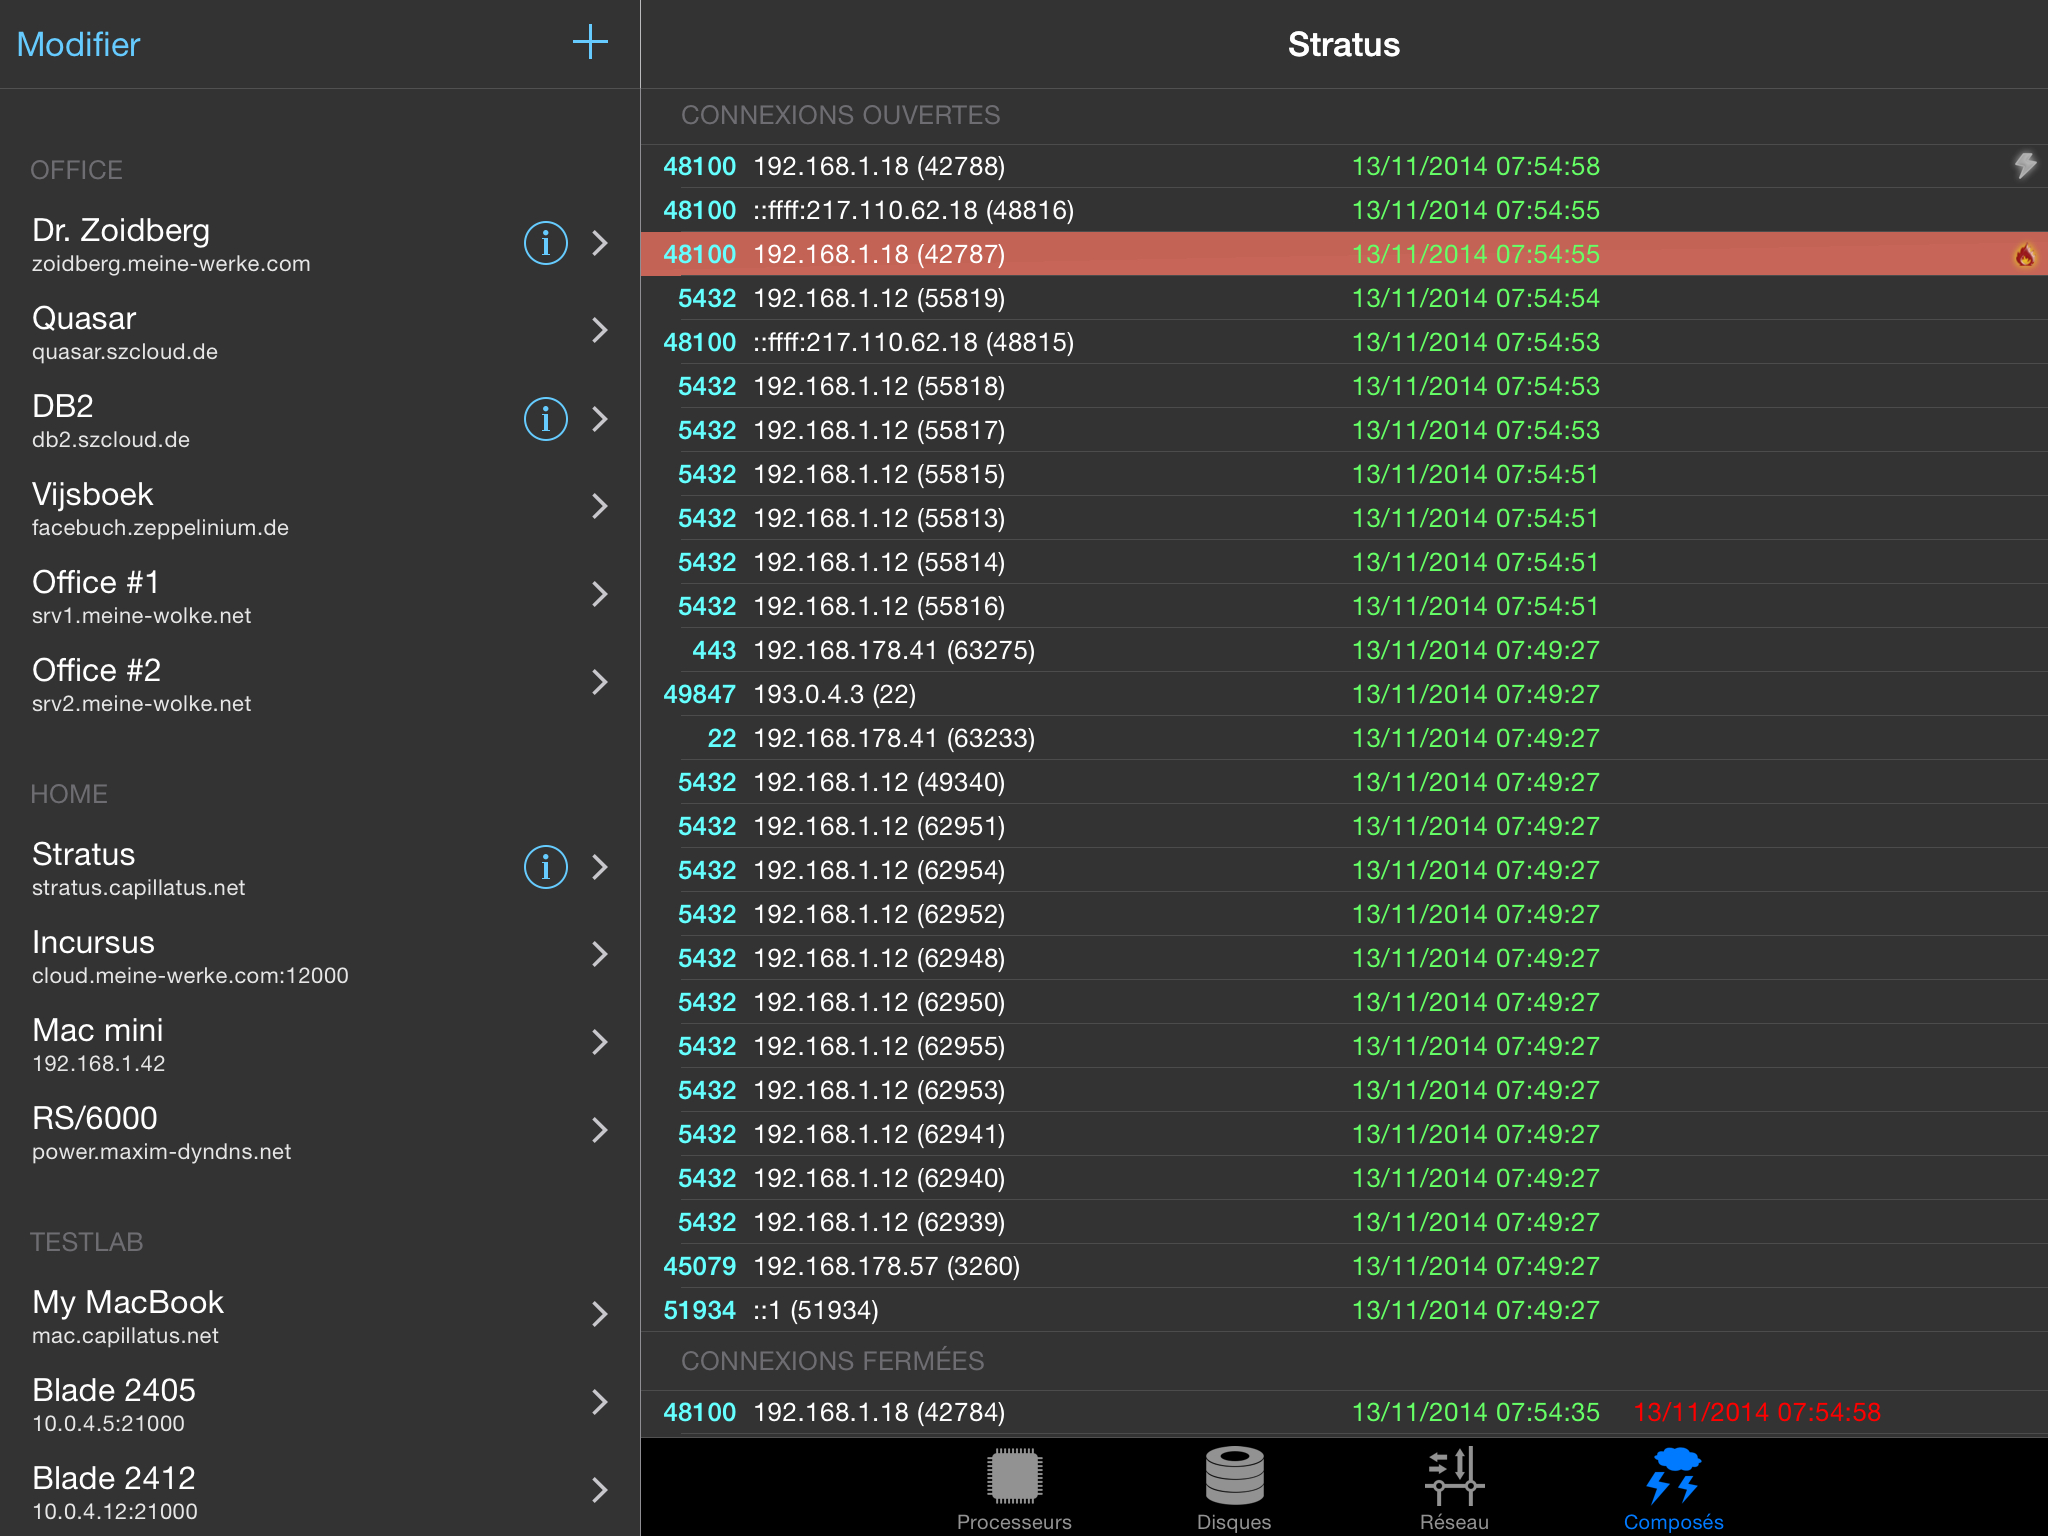 Modifier
OFFICE
Dr. Zoidberg
zoidberg.meine-werke.com
Quasar
quasar.szcloud.de
DB2
db2.szcloud.de
Vijsboek
facebuch.zeppelinium.de
Office #1
srv1.meine-wolke.net
Office #2
srv2.meine-wolke.net
HOME
Stratus
stratus.capillatus.net
Incursus
cloud.meine-werke.com:12000
Mac mini
192.168.1.42
RS/6000
power.maxim-dyndns.net
TESTLAB
My MacBook
mac.capillatus.net
Blade 2405
10.0.4.5:21000
Blade 2412
10.0.4.12:21000
Stratus
CONNEXIONS OUVERTES
48100 192.168.1.18 (42788) 13/11/2014 07:54:58
48100 ::ffff:217.110.62.18 (48816) 13/11/2014 07:54:55
48100 192.168.1.18 (42787) 13/11/2014 07:54:55
5432 192.168.1.12 (55819) 13/11/2014 07:54:54
48100 ::ffff:217.110.62.18 (48815) 13/11/2014 07:54:53
5432 192.168.1.12 (55818) 13/11/2014 07:54:53
5432 192.168.1.12 (55817) 13/11/2014 07:54:53
5432 192.168.1.12 (55815) 13/11/2014 07:54:51
5432 192.168.1.12 (55813) 13/11/2014 07:54:51
5432 192.168.1.12 (55814) 13/11/2014 07:54:51
5432 192.168.1.12 (55816) 13/11/2014 07:54:51
443 192.168.178.41 (63275) 13/11/2014 07:49:27
49847 193.0.4.3 (22) 13/11/2014 07:49:27
22 192.168.178.41 (63233) 13/11/2014 07:49:27
5432 192.168.1.12 (49340) 13/11/2014 07:49:27
5432 192.168.1.12 (62951) 13/11/2014 07:49:27
5432 192.168.1.12 (62954) 13/11/2014 07:49:27
5432 192.168.1.12 (62952) 13/11/2014 07:49:27
5432 192.168.1.12 (62948) 13/11/2014 07:49:27
5432 192.168.1.12 (62950) 13/11/2014 07:49:27
5432 192.168.1.12 (62955) 13/11/2014 07:49:27
5432 192.168.1.12 (62953) 13/11/2014 07:49:27
5432 192.168.1.12 (62941) 13/11/2014 07:49:27
5432 192.168.1.12 (62940) 13/11/2014 07:49:27
5432 192.168.1.12 (62939) 13/11/2014 07:49:27
45079 192.168.178.57 (3260) 13/11/2014 07:49:27
51934 ::1 (51934) 13/11/2014 07:49:27
CONNEXIONS FERMÉES
48100 192.168.1.18 (42784) 13/11/2014 07:54:35 13/11/2014 07:54:58
Processeurs Disques Réseau Composés